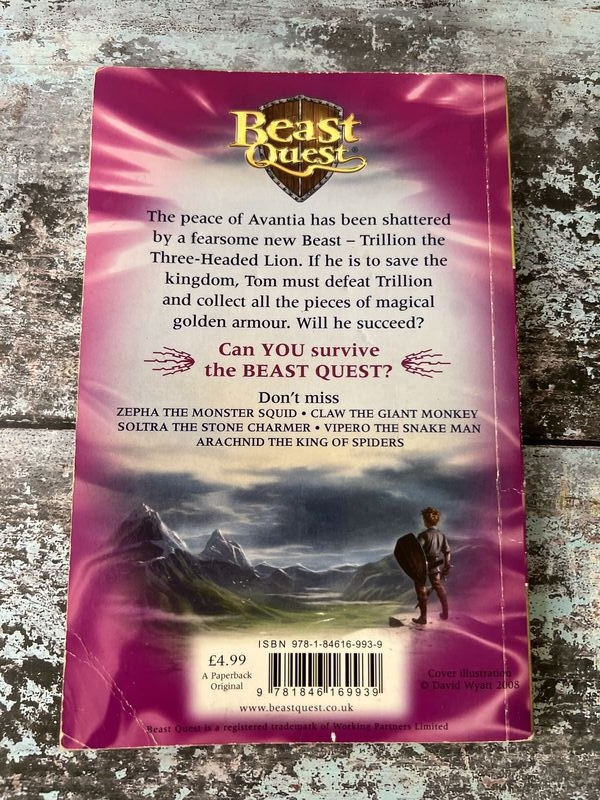 Beast
Quest®
The peace of Avantia has been shattered
by a fearsome new Beast – Trillion the
Three-Headed Lion. If he is to save the
kingdom, Tom must defeat Trillion
and collect all the pieces of magical
golden armour. Will he succeed?
Can YOU survive
the BEAST QUEST?
Don't miss
ZEPHA THE MONSTER SQUID • CLAW THE GIANT MONKEY
SOLTRA THE STONE CHARMER • VIPERO THE SNAKE MAN
ARACHNID THE KING OF SPIDERS
ISBN 978-1-84616-993-9
£4.99
A Paperback
Original
9 781846 169939
www.beastquest.co.uk
Cover illustration
© David Wyatt 2008
Beast Quest is a registered trademark of Working Partners Limited